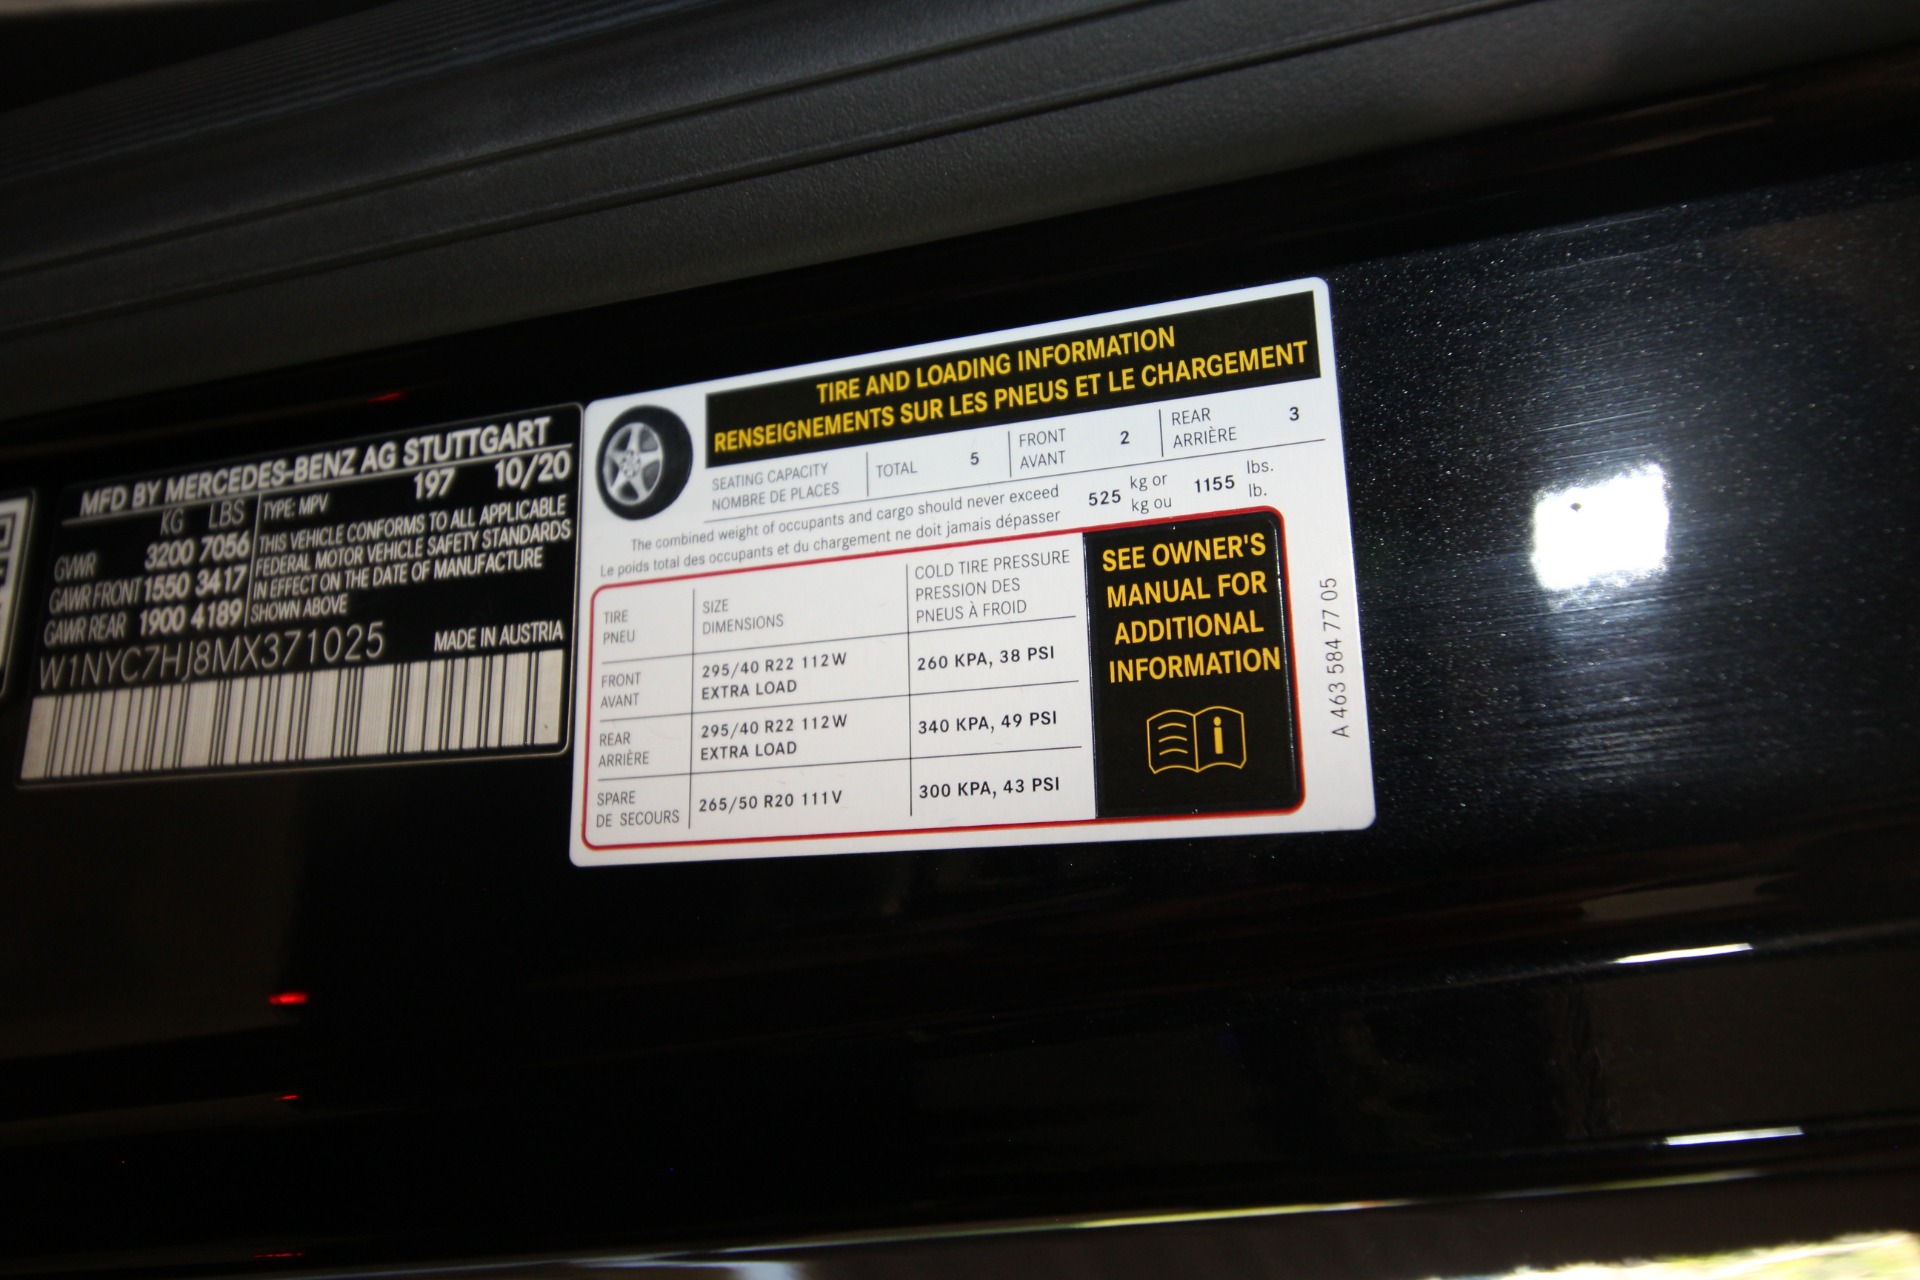 MFD BY MERCEDES-BENZ AG STUTTGART
197 10/20
KG LBS
GVWR 3200 7056
GAWR FRONT 1550 3417
GAWR REAR 1900 4189
TYPE: MPV
THIS VEHICLE CONFORMS TO ALL APPLICABLE
FEDERAL MOTOR VEHICLE SAFETY STANDARDS
IN EFFECT ON THE DATE OF MANUFACTURE
SHOWN ABOVE
W1NYC7HJ8MX371025
MADE IN AUSTRIA
TIRE AND LOADING INFORMATION
RENSEIGNEMENTS SUR LES PNEUS ET LE CHARGEMENT
SEATING CAPACITY
NOMBRE DE PLACES
TOTAL 5
FRONT
AVANT
2
REAR
ARRIÈRE
3
The combined weight of occupants and cargo should never exceed
Le poids total des occupants et du chargement ne doit jamais dépasser
525
kg or
kg ou
1155
lbs.
lb.
TIRE
PNEU
SIZE
DIMENSIONS
COLD TIRE PRESSURE
PRESSION DES
PNEUS À FROID
FRONT
AVANT
295/40 R22 112W
EXTRA LOAD
260 KPA, 38 PSI
REAR
ARRIÈRE
295/40 R22 112W
EXTRA LOAD
340 KPA, 49 PSI
SPARE
DE SECOURS
265/50 R20 111V
300 KPA, 43 PSI
SEE OWNER'S
MANUAL FOR
ADDITIONAL
INFORMATION
i
A 463 584 77 05